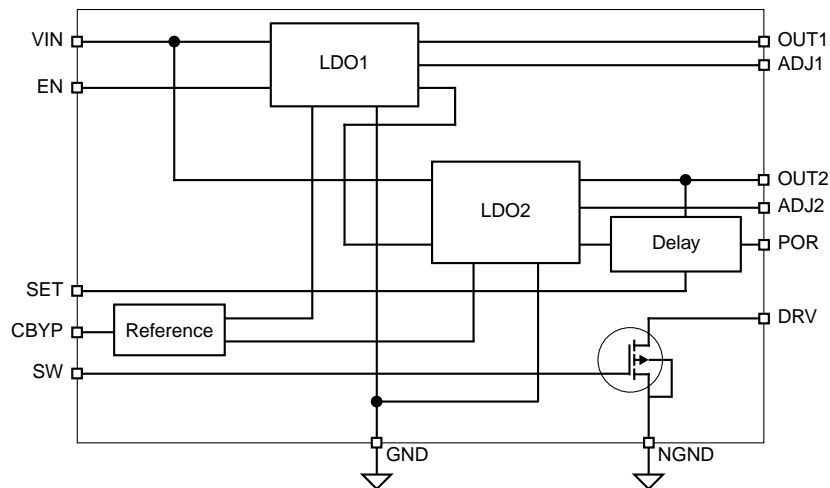 VIN
EN
LDO1
OUT1
ADJ1
LDO2
OUT2
ADJ2
Delay
POR
SET
CBYP
Reference
SW
DRV
GND
NGND